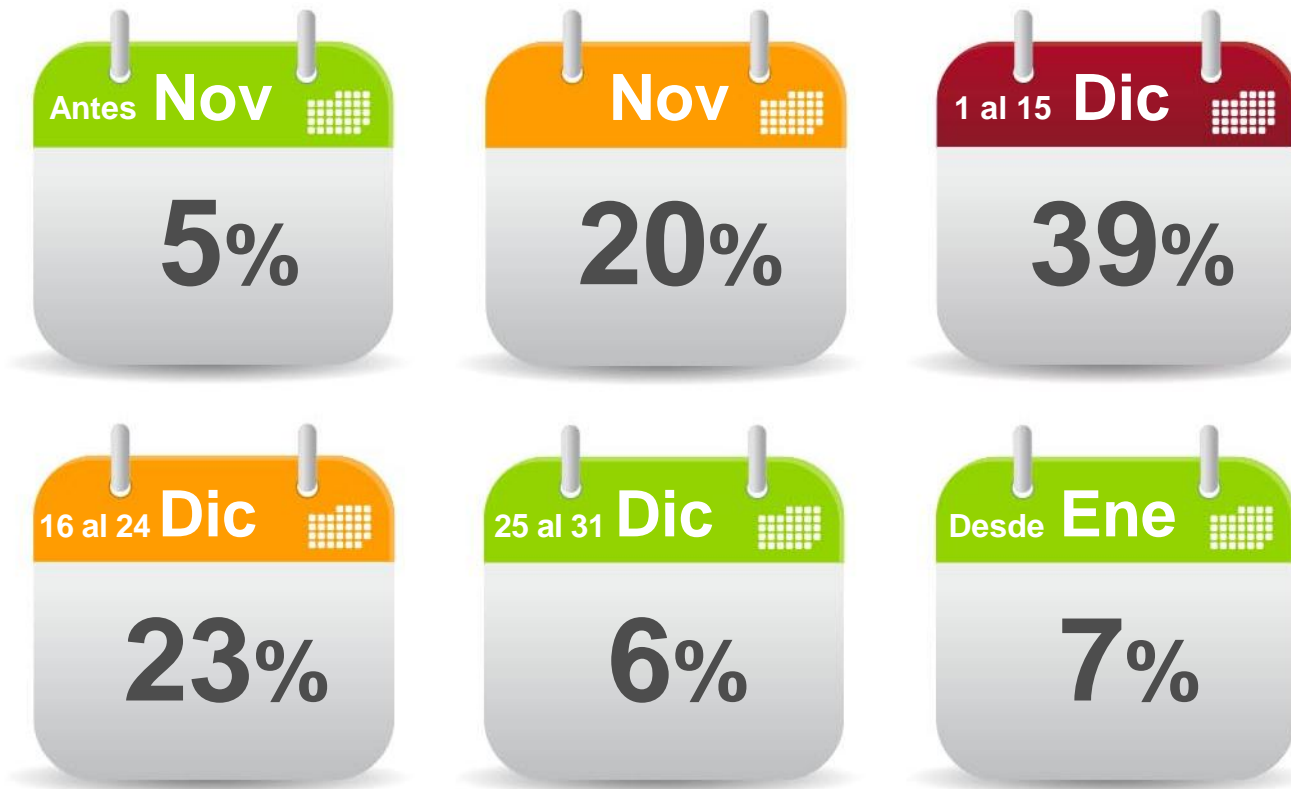 Antes Nov
5%
Nov
20%
1 al 15 Dic
39%
16 al 24 Dic
23%
25 al 31 Dic
6%
Desde Ene
7%